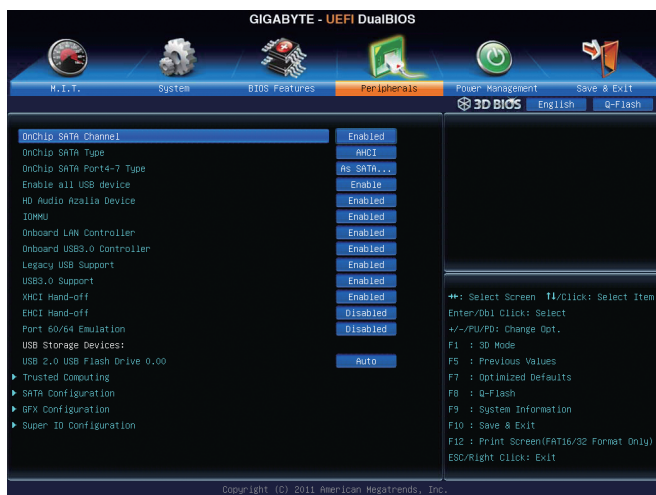 GIGABYTE - UEFI DualBIOS
M.I.T. System BIOS Features Peripherals Power Management Save & Exit
3D BIOS English Q-Flash
OnChip SATA Channel Enabled
OnChip SATA Type AHCI
OnChip SATA Port4-7 Type As SATA...
Enable all USB device Enable
HD Audio Azalia Device Enabled
IOMMU Enabled
Onboard LAN Controller Enabled
Onboard USB3.0 Controller Enabled
Legacy USB Support Enabled
USB3.0 Support Enabled
XHCI Hand-off Enabled
EHCI Hand-off Disabled
Port 60/64 Emulation Disabled
USB Storage Devices:
USB 2.0 USB Flash Drive 0.00 Auto
Trusted Computing
SATA Configuration
GFX Configuration
Super IO Configuration
→←: Select Screen ↑↓/Click: Select Item
Enter/Dbl Click: Select
+/-/PU/PD: Change Opt.
F1 : 3D Mode
F5 : Previous Values
F7 : Optimized Defaults
F8 : Q-Flash
F9 : System Information
F10 : Save & Exit
F12 : Print Screen(FAT16/32 Format Only)
ESC/Right Click: Exit
Copyright (C) 2011 American Megatrends, Inc.